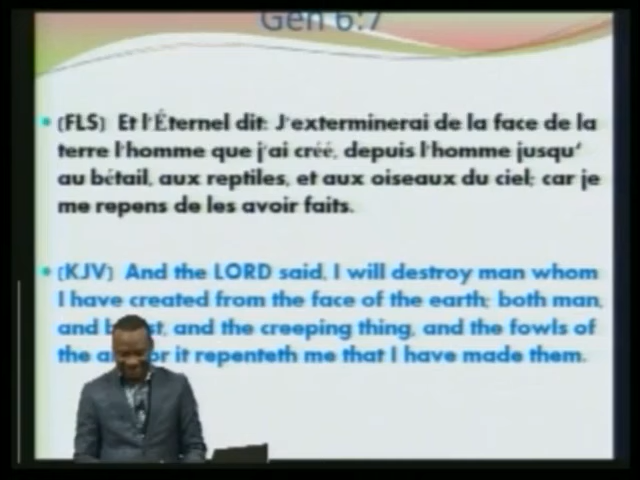 Gen 6:7
• (FLS) Et l'Éternel dit: J'exterminerai de la face de la
terre l'homme que j'ai créé, depuis l'homme jusqu'
au bétail, aux reptiles, et aux oiseaux du ciel; car je
me repens de les avoir faits.
• (KJV) And the LORD said, I will destroy man whom
I have created from the face of the earth; both man,
and, and the creeping thing, and the fowls of
the it repenteth me that I have made them.